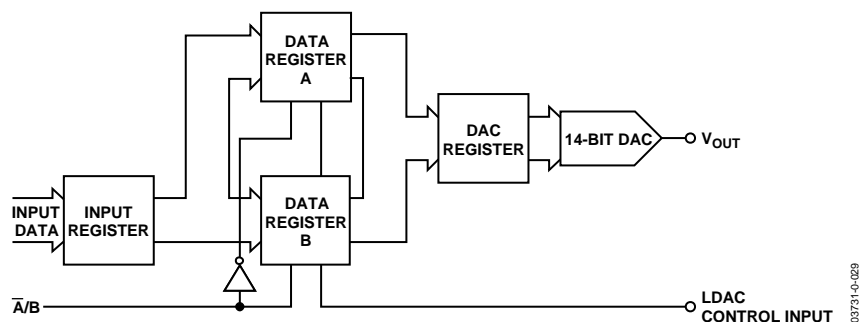 DATA
REGISTER
A
DAC
REGISTER
14-BIT DAC
VOUT
INPUT
DATA
INPUT
REGISTER
DATA
REGISTER
B
A̅/B
LDAC
CONTROL INPUT
03731-0-029